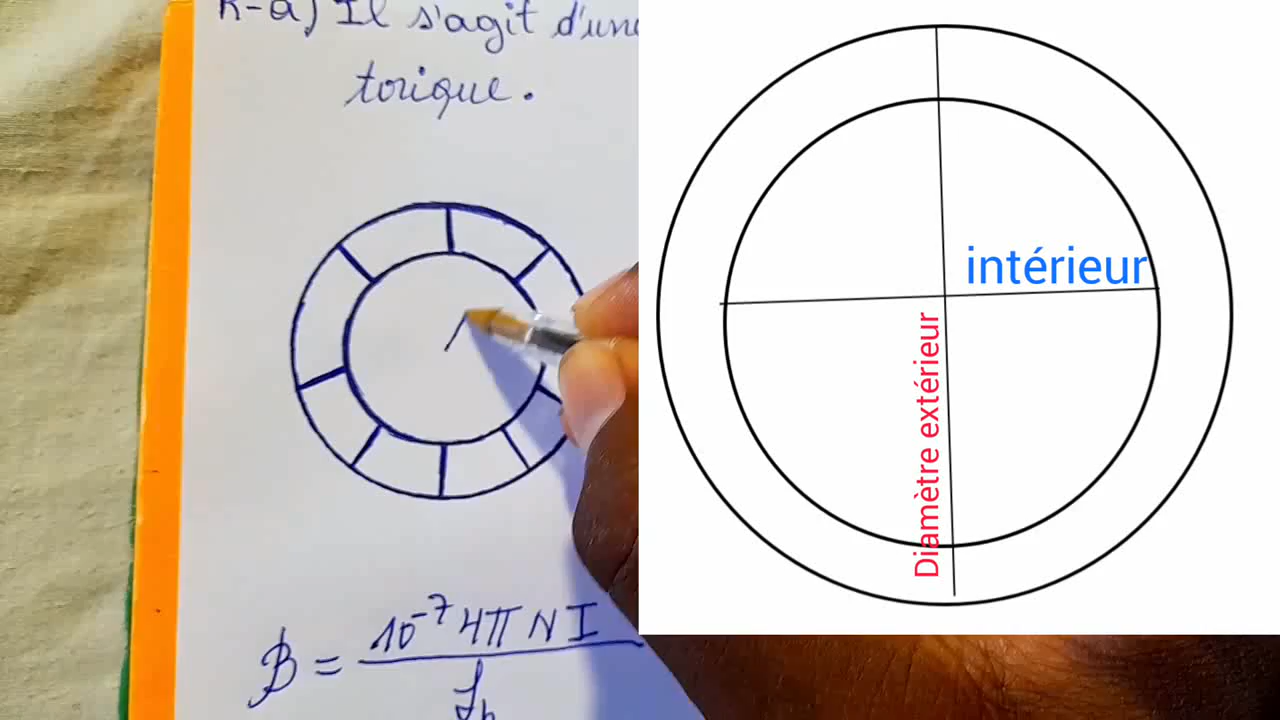 R-a) Il s'agit d'une
torique.
intérieur
Diamètre extérieur
B = 10⁻⁷ 4π N I